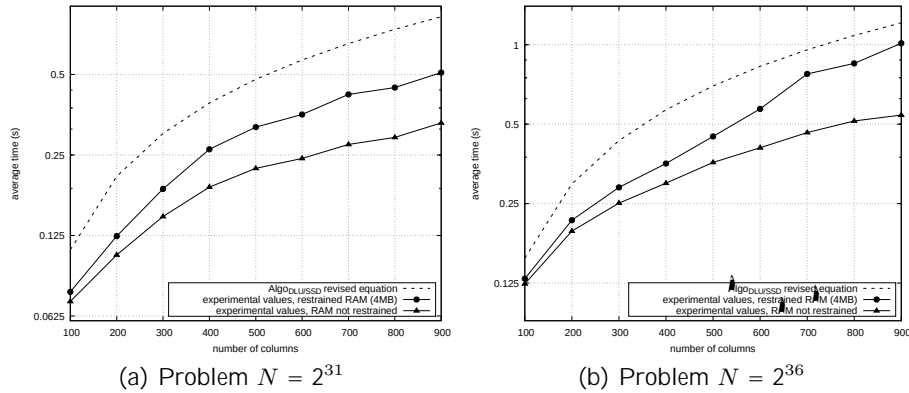 0.5
0.25
0.125
0.0625
average time (s)
100 200 300 400 500 600 700 800 900
number of columns
AlgoDLU/SSD revised equation
experimental values, restrained RAM (4MB)
experimental values, RAM not restrained
(a) Problem N = 2^31
1
0.5
0.25
0.125
average time (s)
100 200 300 400 500 600 700 800 900
number of columns
AlgoDLU/SSD revised equation
experimental values, restrained RAM (4MB)
experimental values, RAM not restrained
(b) Problem N = 2^36